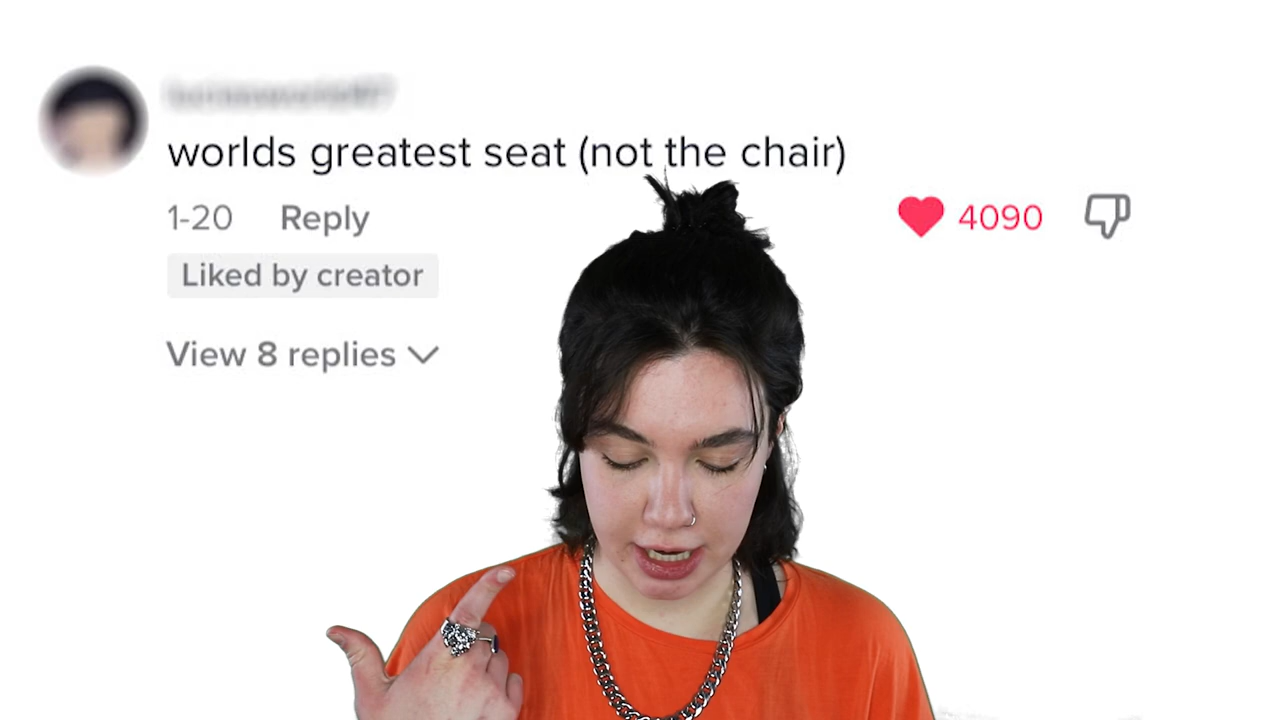 worlds greatest seat (not the chair)
1-20 Reply 4090
Liked by creator
View 8 replies